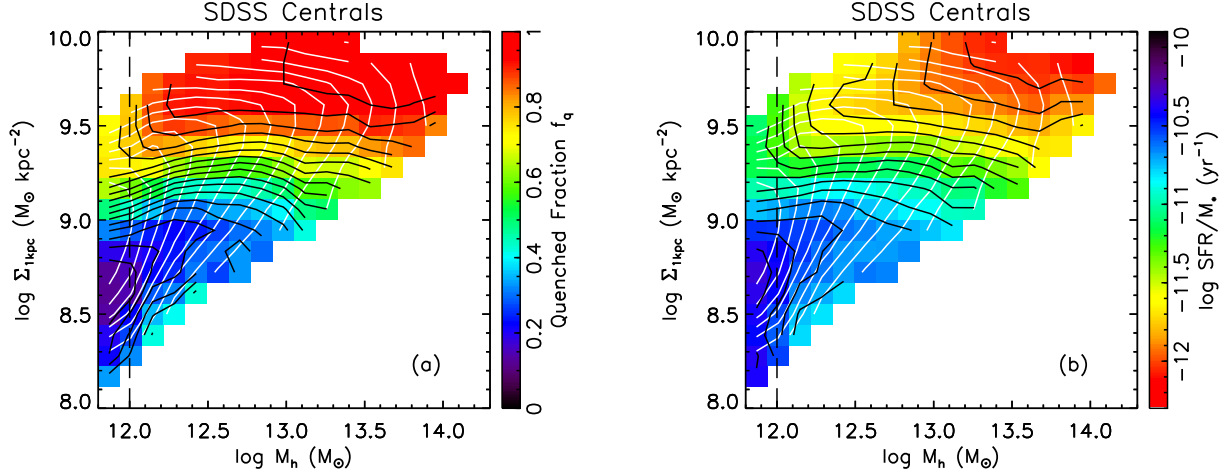 SDSS Centrals
10.0
9.5
9.0
8.5
8.0
log Σ1kpc (M⊙ kpc⁻²)
12.0 12.5 13.0 13.5 14.0
log Mh (M⊙)
(a)
1
0.8
0.6
0.4
0.2
0
Quenched Fraction fq
SDSS Centrals
10.0
9.5
9.0
8.5
8.0
log Σ1kpc (M⊙ kpc⁻²)
12.0 12.5 13.0 13.5 14.0
log Mh (M⊙)
(b)
−10
−10.5
−11
−11.5
−12
log SFR/M* (yr⁻¹)